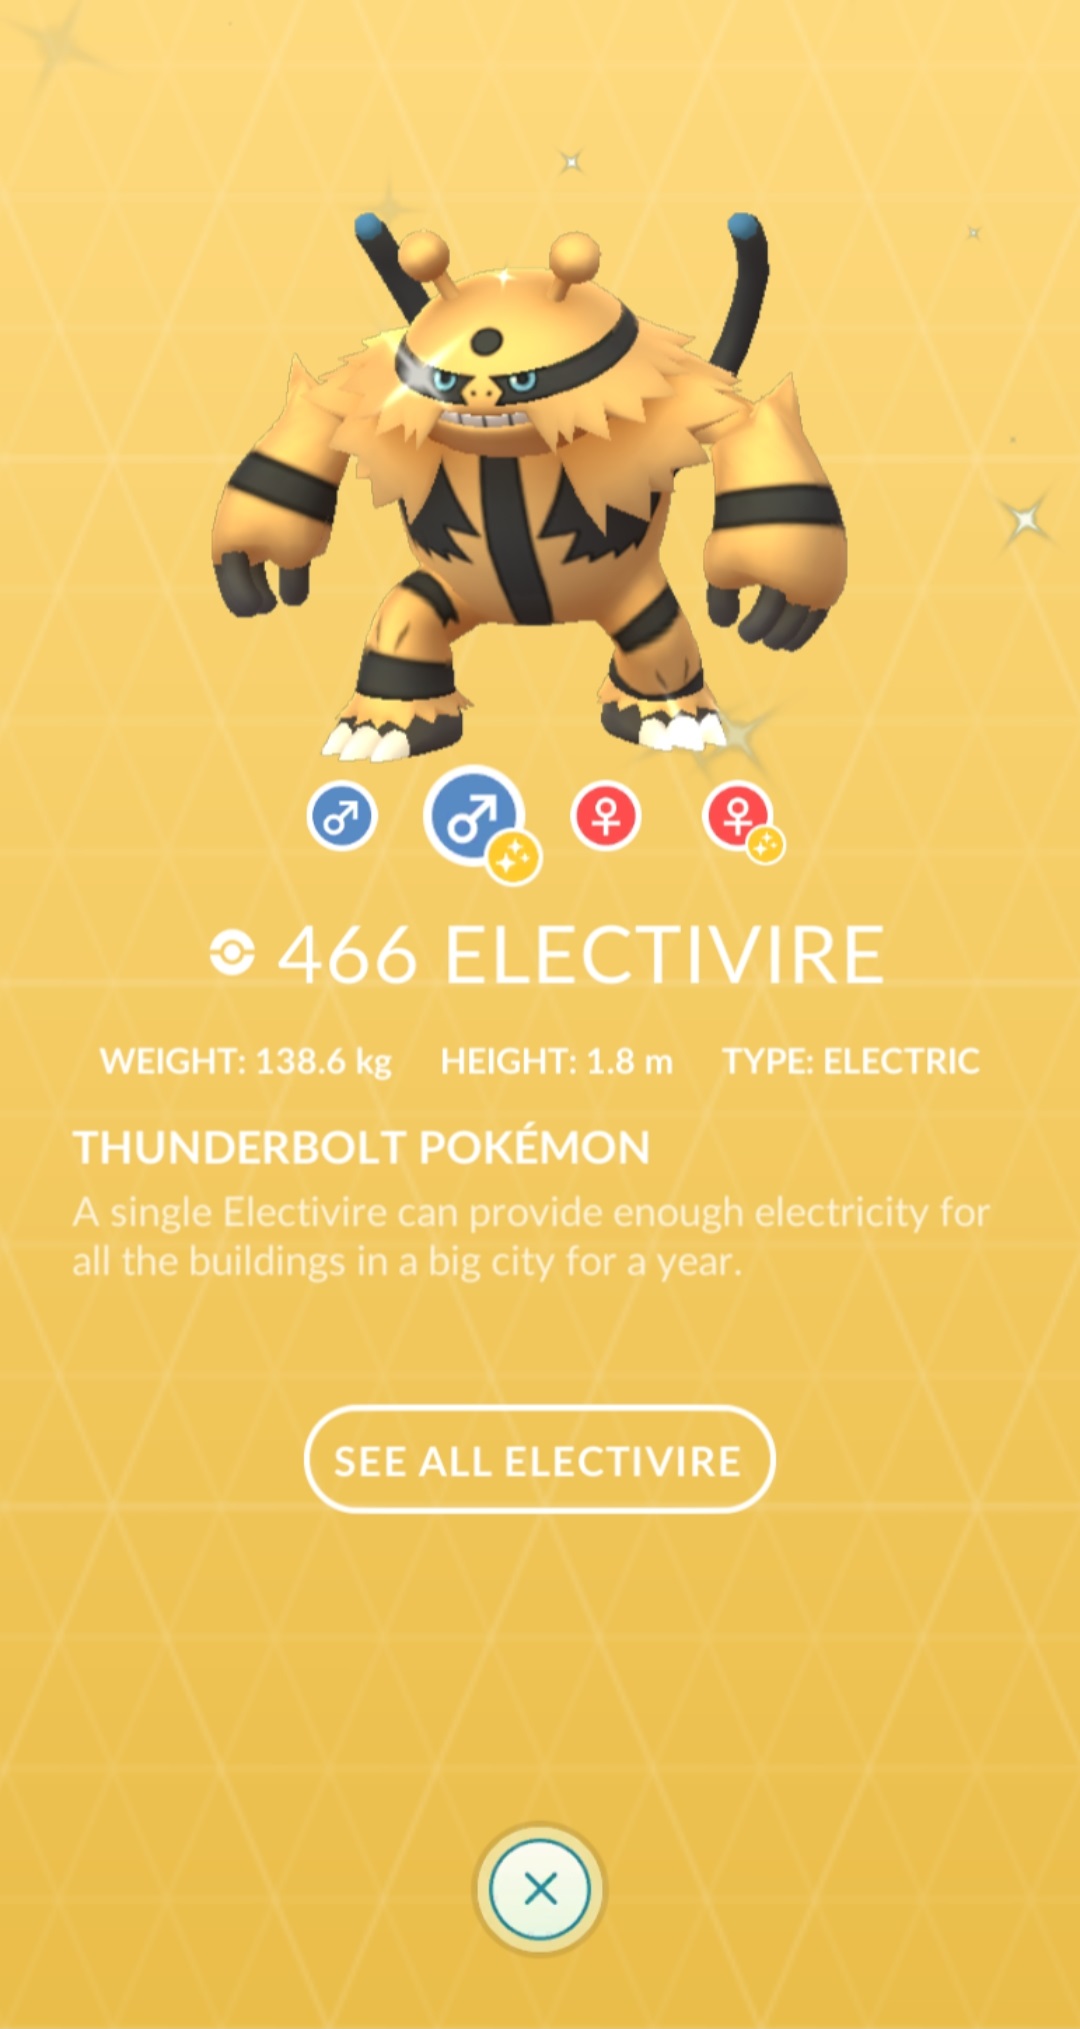 466 ELECTIVIRE
WEIGHT: 138.6 kg HEIGHT: 1.8 m TYPE: ELECTRIC
THUNDERBOLT POKÉMON
A single Electivire can provide enough electricity for
all the buildings in a big city for a year.
SEE ALL ELECTIVIRE